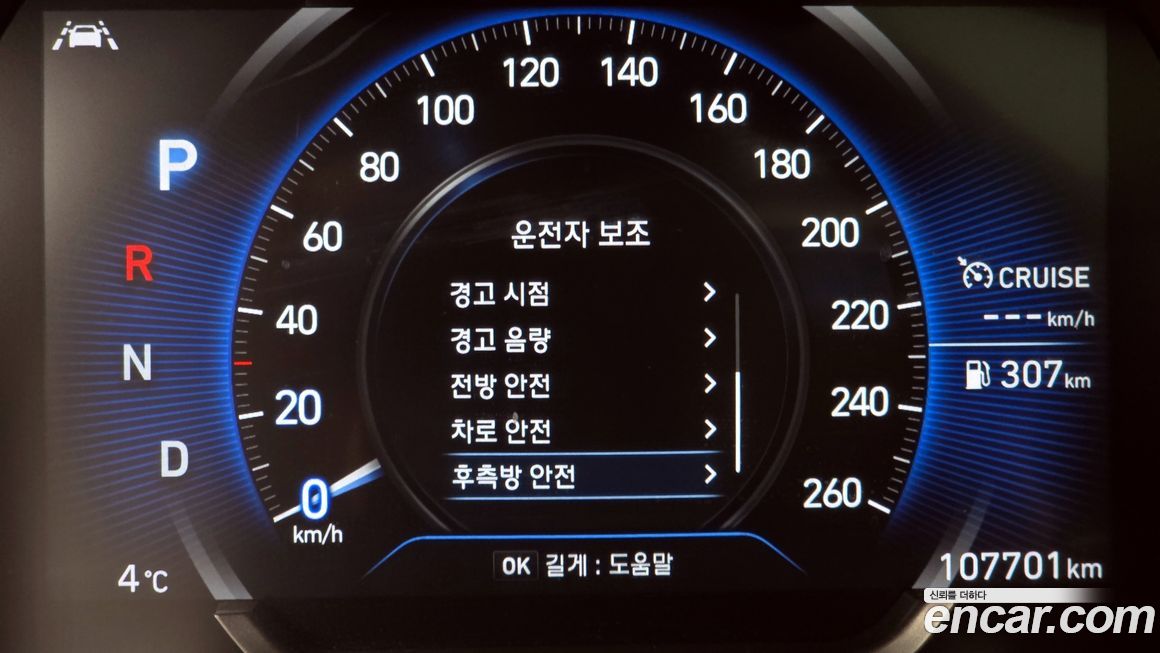 P
R
N
D
0
20
40
60
80
100
120
140
160
180
200
220
240
260
km/h
운전자 보조
경고 시점
경고 음량
전방 안전
차로 안전
후측방 안전
OK 길게 : 도움말
CRUISE
---km/h
307km
4°C
107701km
신뢰를 더하다
encar.com